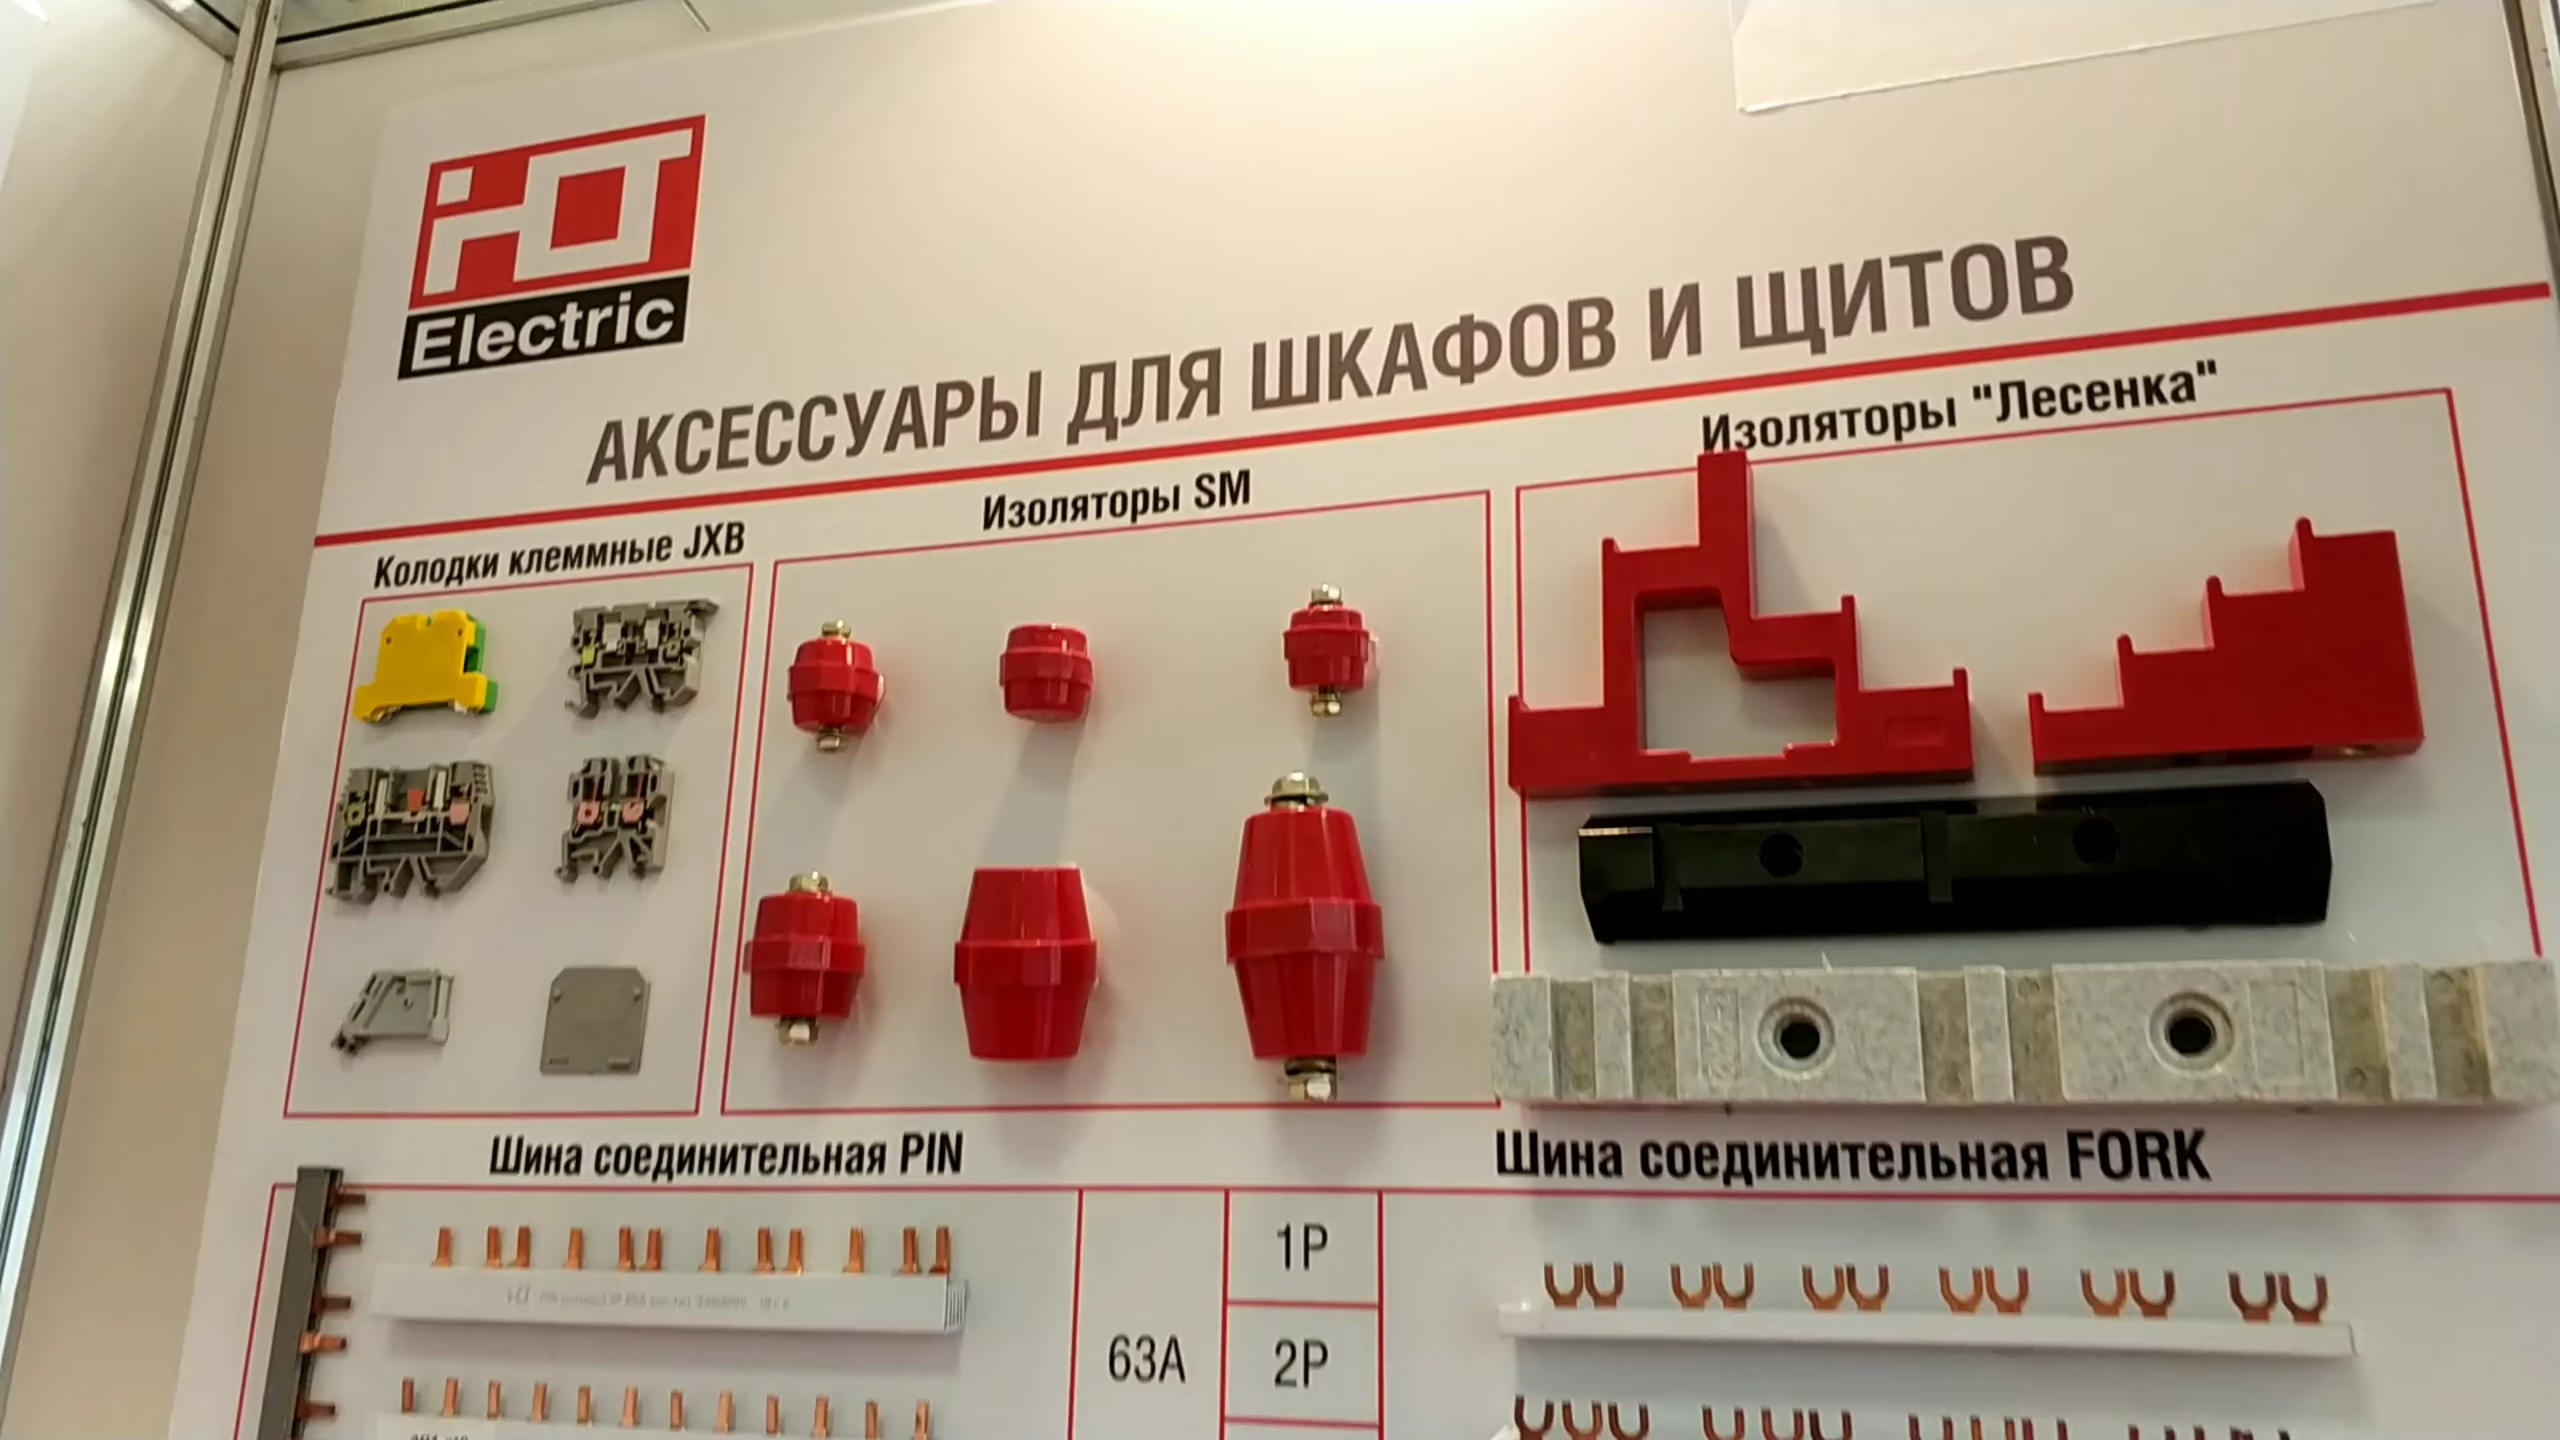 Electric
АКСЕССУАРЫ ДЛЯ ШКАФОВ И ЩИТОВ
Колодки клеммные JXB
Изоляторы SM
Изоляторы "Лесенка"
Шина соединительная PIN
Шина соединительная FORK
63А
1P
2P